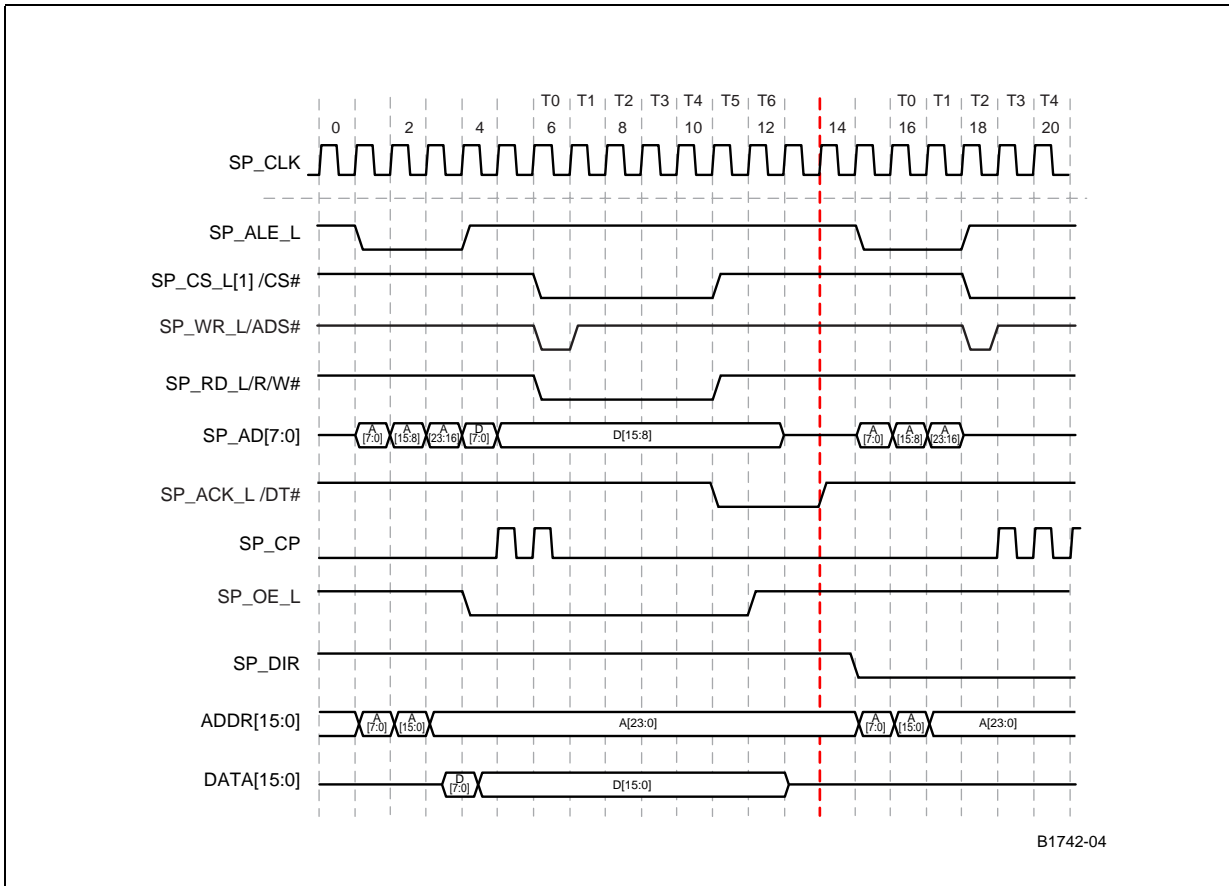 T0 T1 T2 T3 T4 T5 T6 T0 T1 T2 T3 T4
0 2 4 6 8 10 12 14 16 18 20
SP_CLK
SP_ALE_L
SP_CS_L[1] /CS#
SP_WR_L/ADS#
SP_RD_L/R/W#
SP_AD[7:0] A [7:0] A [15:8] A [23:16] D [7:0] D[15:8] A [7:0] A [15:8] A [23:16]
SP_ACK_L /DT#
SP_CP
SP_OE_L
SP_DIR
ADDR[15:0] A [7:0] A [15:0] A[23:0] A [7:0] A [15:0] A[23:0]
DATA[15:0] D [7:0] D[15:0]
B1742-04